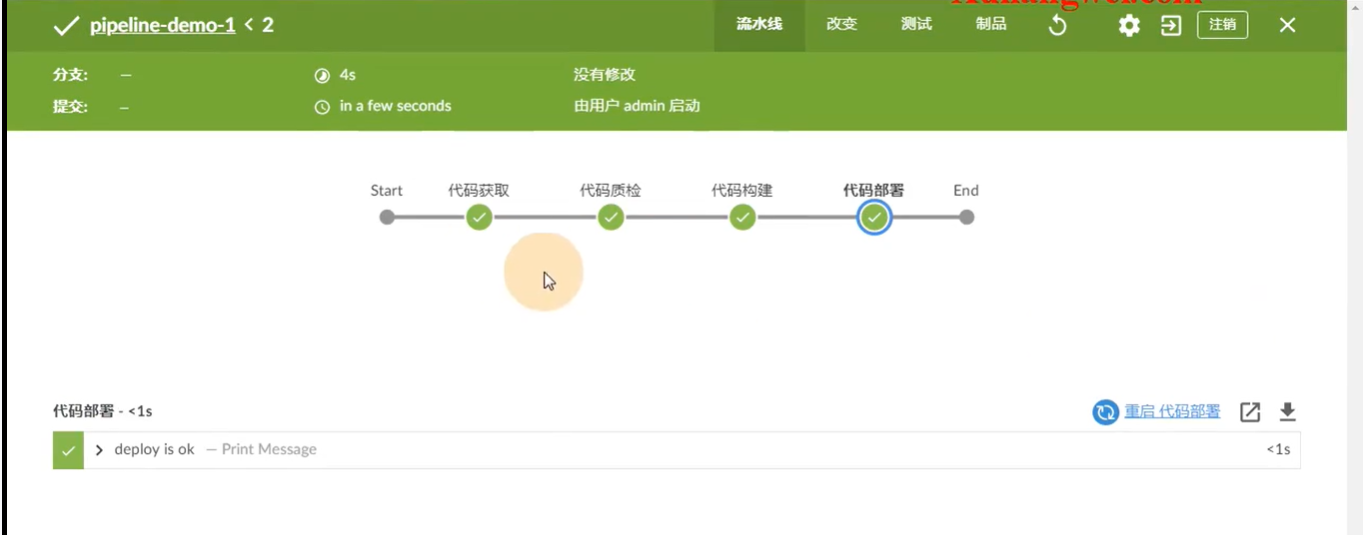 pipeline-demo-1 < 2
流水线
改变
测试
制品
注销
分支: —
4s
没有修改
提交: —
in a few seconds
由用户 admin 启动
Start
代码获取
代码质检
代码构建
代码部署
End
代码部署 - <1s
重启 代码部署
deploy is ok — Print Message
<1s